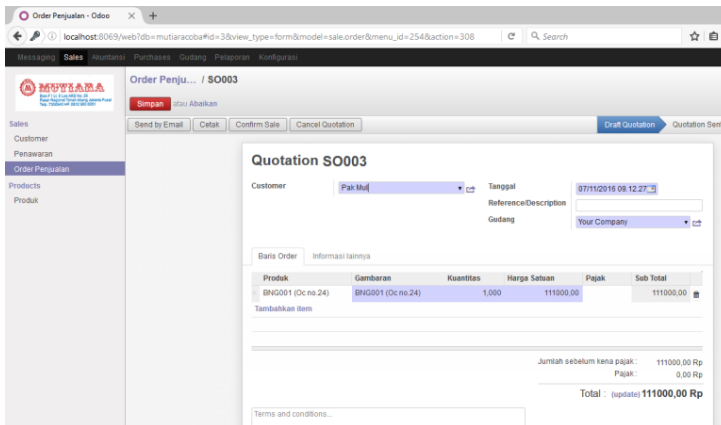 Order Penjualan - Odoo
localhost:8069/web?db=mutiaracoba#id=3&view_type=form&model=sale.order&menu_id=254&action=308
Search
Messaging Sales Akuntansi Purchases Gudang Pelaporan Konfigurasi
MUTIARA
Order Penju... / SO003
Simpan atau Abaikan
Sales
Customer
Penawaran
Order Penjualan
Products
Produk
Send by Email Cetak Confirm Sale Cancel Quotation Draft Quotation Quotation Sent
Quotation SO003
Customer Pak Mul Tanggal 07/11/2016 09.12.27
Reference/Description
Gudang Your Company
Baris Order Informasi lainnya
Produk Gambaran Kuantitas Harga Satuan Pajak Sub Total
BNG001 (Oc no.24) BNG001 (Oc no.24) 1,000 111000,00 111000,00
Tambahkan item
Jumlah sebelum kena pajak : 111000,00 Rp
Pajak : 0,00 Rp
Total : (update) 111000,00 Rp
Terms and conditions...